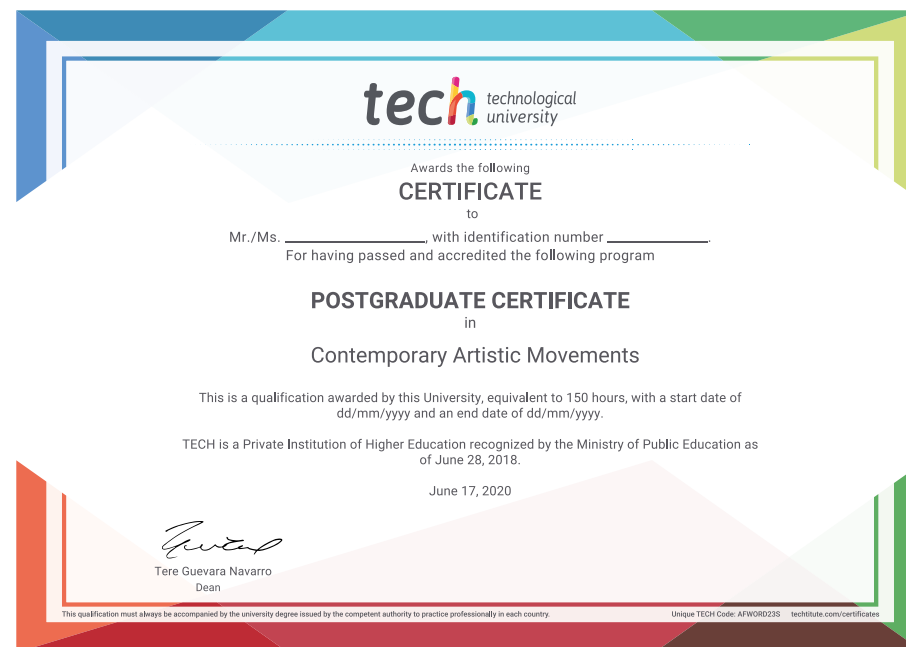 tech technological
university
Awards the following
CERTIFICATE
to
Mr./Ms. ____________, with identification number ____________.
For having passed and accredited the following program
POSTGRADUATE CERTIFICATE
in
Contemporary Artistic Movements
This is a qualification awarded by this University, equivalent to 150 hours, with a start date of
dd/mm/yyyy and an end date of dd/mm/yyyy.
TECH is a Private Institution of Higher Education recognized by the Ministry of Public Education as
of June 28, 2018.
June 17, 2020
Tere Guevara Navarro
Dean
This qualification must always be accompanied by the university degree issued by the competent authority to practice professionally in each country. Unique TECH Code: AFWORD23S techtitute.com/certificates